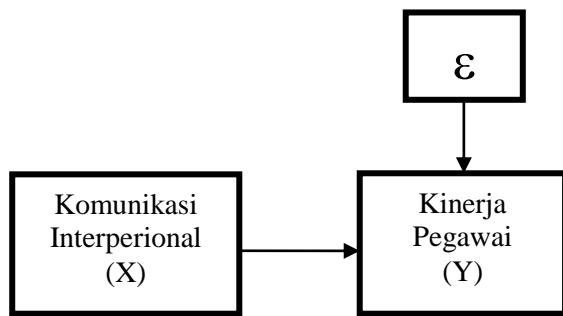 ε
Komunikasi
Interperional
(X)
Kinerja
Pegawai
(Y)